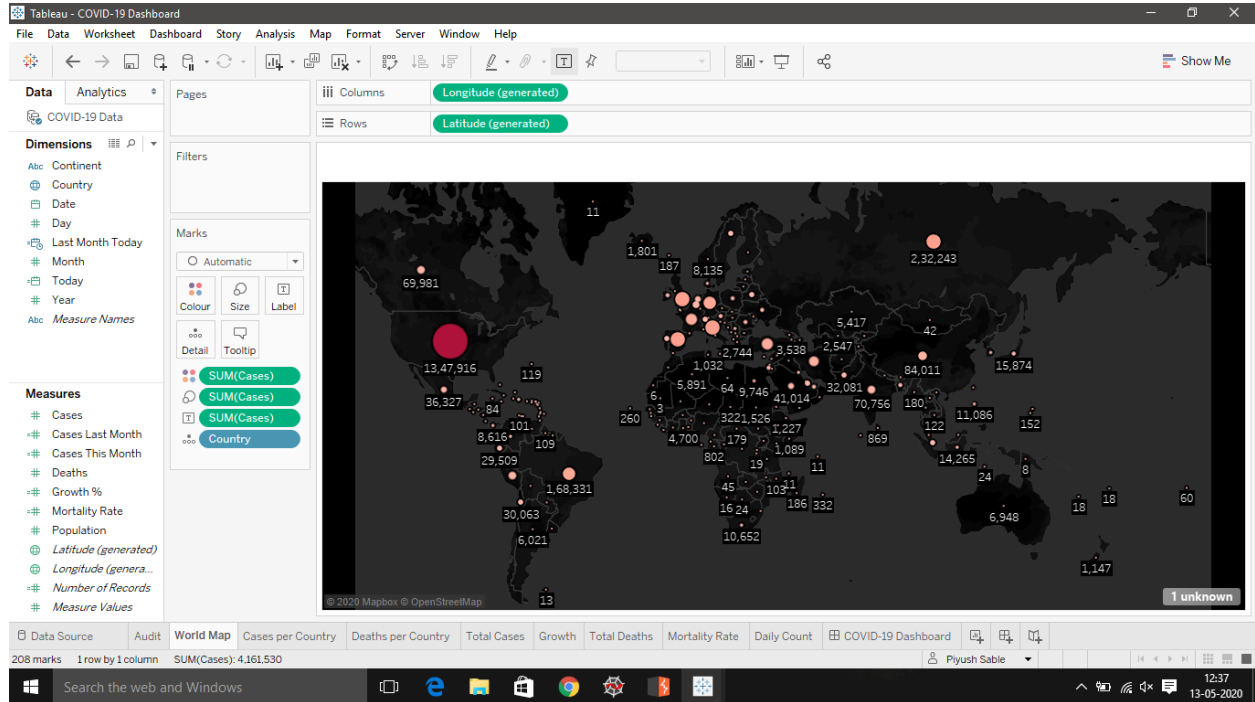 Tableau - COVID-19 Dashboard
File Data Worksheet Dashboard Story Analysis Map Format Server Window Help
Show Me
Data Analytics
COVID-19 Data
Dimensions
Abc Continent
Country
Date
# Day
Last Month Today
# Month
Today
# Year
Abc Measure Names
Measures
# Cases
=# Cases Last Month
=# Cases This Month
# Deaths
=# Growth %
=# Mortality Rate
# Population
Latitude (generated)
Longitude (genera...
=# Number of Records
# Measure Values
Pages
Filters
Marks
Automatic
Colour Size Label
Detail Tooltip
SUM(Cases)
SUM(Cases)
SUM(Cases)
Country
Columns Longitude (generated)
Rows Latitude (generated)
11
1,801
187 8,135
2,32,243
69,981
5,417
42
2,744 3,538 2,547
13,47,916
119
1,032
84,011
15,874
36,327
84
5,891 64 9,746 41,014 32,081
70,756 180
6
3
260
101
322 1,526 1,227
11,086
152
122
8,616
109
4,700 179
869
29,509
802
1,089
14,265
19
11
24
8
1,68,331
45
103 11
30,063
16 24
186 332
6,948
18
18
60
6,021
10,652
1,147
13
© 2020 Mapbox © OpenStreetMap
1 unknown
Data Source Audit World Map Cases per Country Deaths per Country Total Cases Growth Total Deaths Mortality Rate Daily Count COVID-19 Dashboard
208 marks 1 row by 1 column SUM(Cases): 4,161,530
Piyush Sable
Search the web and Windows
12:37
13-05-2020